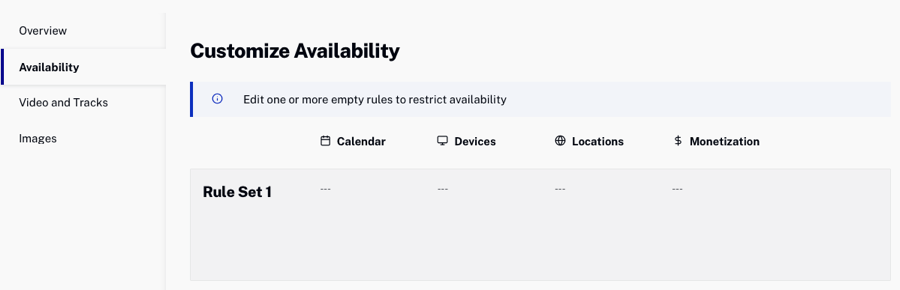 Overview
Availability
Video and Tracks
Images
Customize Availability
Edit one or more empty rules to restrict availability
Calendar Devices Locations Monetization
Rule Set 1 --- --- --- ---